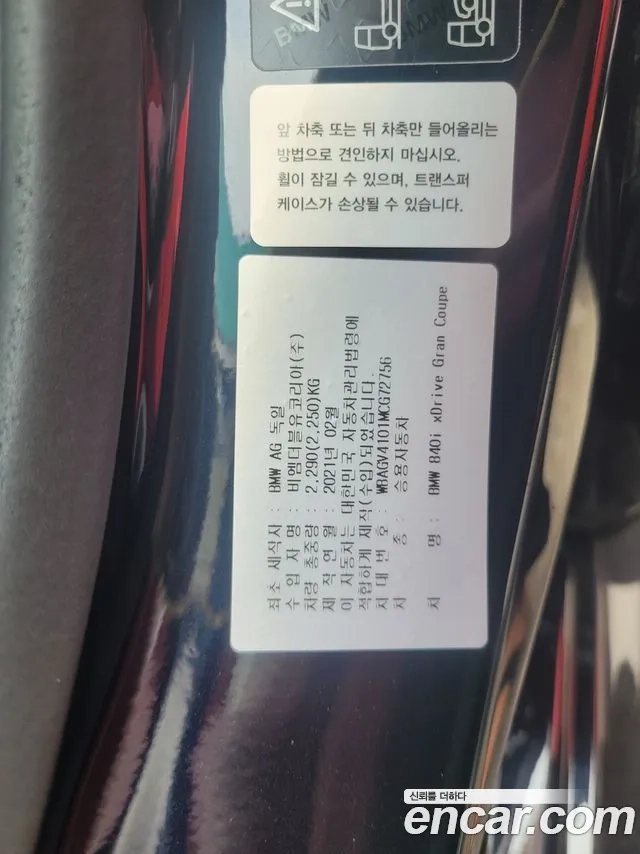 앞 차축 또는 뒤 차축만 들어올리는
방법으로 견인하지 마십시오.
휠이 잠길 수 있으며, 트랜스퍼
케이스가 손상될 수 있습니다.
최초 제작사 : BMW AG 독일
수 입 자 명 : 비엠더블유코리아(주)
차량 총중량 : 2,290(2,250)KG
제 작 연 월 : 2021년 02월
이 자동차는 대한민국 자동차관리법령에
적합하게 제작(수입)되었습니다.
차 대 번 호 : WBAGV4101MCG72756
차 종 : 승용자동차
차 명 : BMW 840i xDrive Gran Coupe
신뢰를 더하다
encar.com